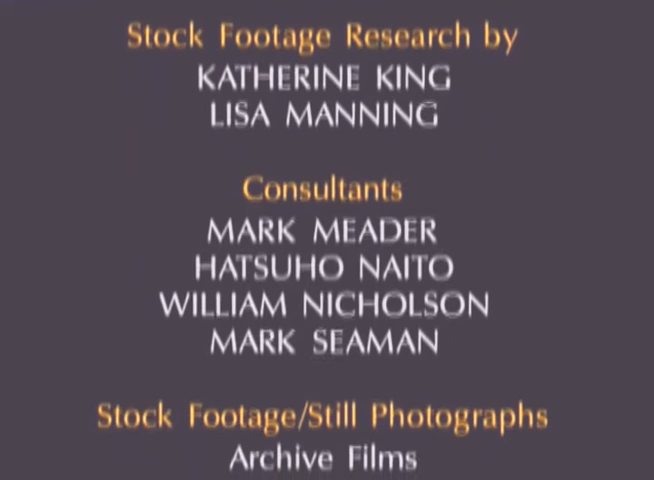 Stock Footage Research by
KATHERINE KING
LISA MANNING
Consultants
MARK MEADER
HATSUHO NAITO
WILLIAM NICHOLSON
MARK SEAMAN
Stock Footage/Still Photographs
Archive Films